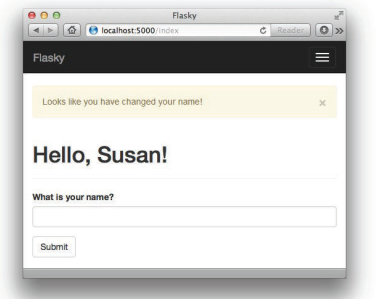 Flasky
localhost:5000/index
Reader
Flasky
Looks like you have changed your name! ×
Hello, Susan!
What is your name?
Submit